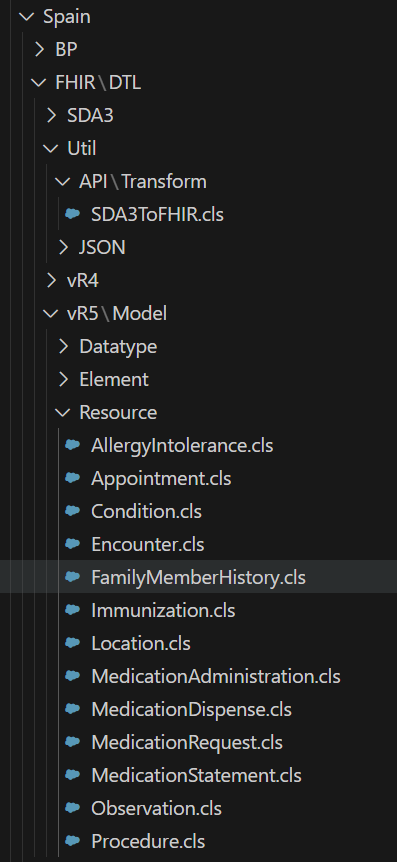 Spain
BP
FHIR\DTL
SDA3
Util
API\Transform
SDA3ToFHIR.cls
JSON
vR4
vR5\Model
Datatype
Element
Resource
AllergyIntolerance.cls
Appointment.cls
Condition.cls
Encounter.cls
FamilyMemberHistory.cls
Immunization.cls
Location.cls
MedicationAdministration.cls
MedicationDispense.cls
MedicationRequest.cls
MedicationStatement.cls
Observation.cls
Procedure.cls